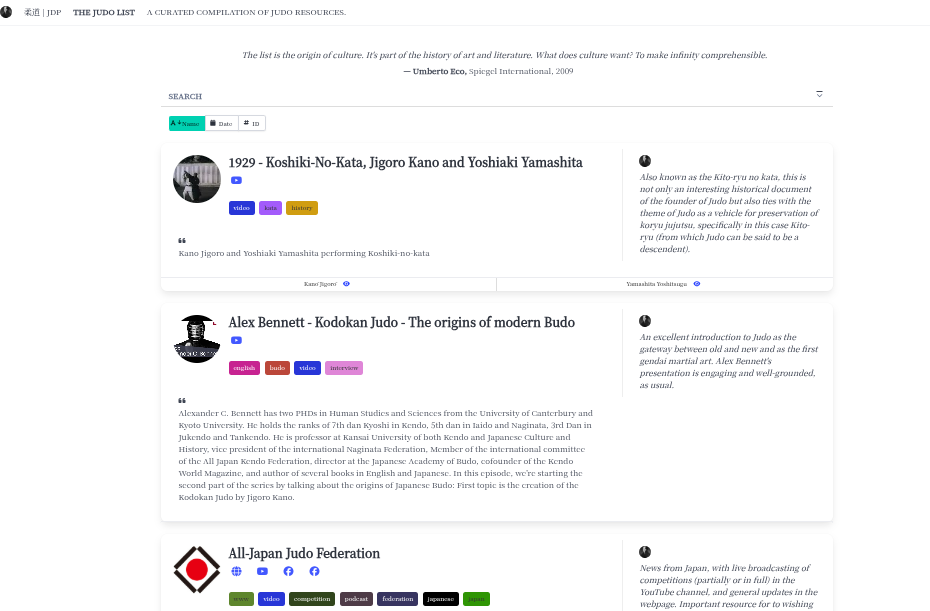 柔道 | JDP THE JUDO LIST A CURATED COMPILATION OF JUDO RESOURCES.
The list is the origin of culture. It's part of the history of art and literature. What does culture want? To make infinity comprehensible.
— Umberto Eco, Spiegel International, 2009
SEARCH
Name Date ID
1929 - Koshiki-No-Kata, Jigoro Kano and Yoshiaki Yamashita
video kata history
Kano Jigoro and Yoshiaki Yamashita performing Koshiki-no-kata
Also known as the Kito-ryu no kata, this is
not only an interesting historical document
of the founder of Judo but also ties with the
theme of Judo as a vehicle for preservation of
koryu jujutsu, specifically in this case Kito-
ryu (from which Judo can be said to be a
descendent).
Kano Jigoro Yamashita Yoshitsugu
Alex Bennett - Kodokan Judo - The origins of modern Budo
english budo video interview
Alexander C. Bennett has two PHDs in Human Studies and Sciences from the University of Canterbury and
Kyoto University. He holds the ranks of 7th dan Kyoshi in Kendo, 5th dan in Iaido and Naginata, 3rd Dan in
Jukendo and Tankendo. He is professor at Kansai University of both Kendo and Japanese Culture and
History, vice president of the international Naginata Federation, Member of the international committee
of the All Japan Kendo Federation, director at the Japanese Academy of Budo, cofounder of the Kendo
World Magazine, and author of several books in English and Japanese. In this episode, we're starting the
second part of the series by talking about the origins of Japanese Budo: First topic is the creation of the
Kodokan Judo by Jigoro Kano.
An excellent introduction to Judo as the
gateway between old and new and as the first
gendai martial art. Alex Bennett's
presentation is engaging and well-grounded,
as usual.
All-Japan Judo Federation
www video competition podcast federation japanese japan
News from Japan, with live broadcasting of
competitions (partially or in full) in the
YouTube channel, and general updates in the
webpage. Important resource for to wishing